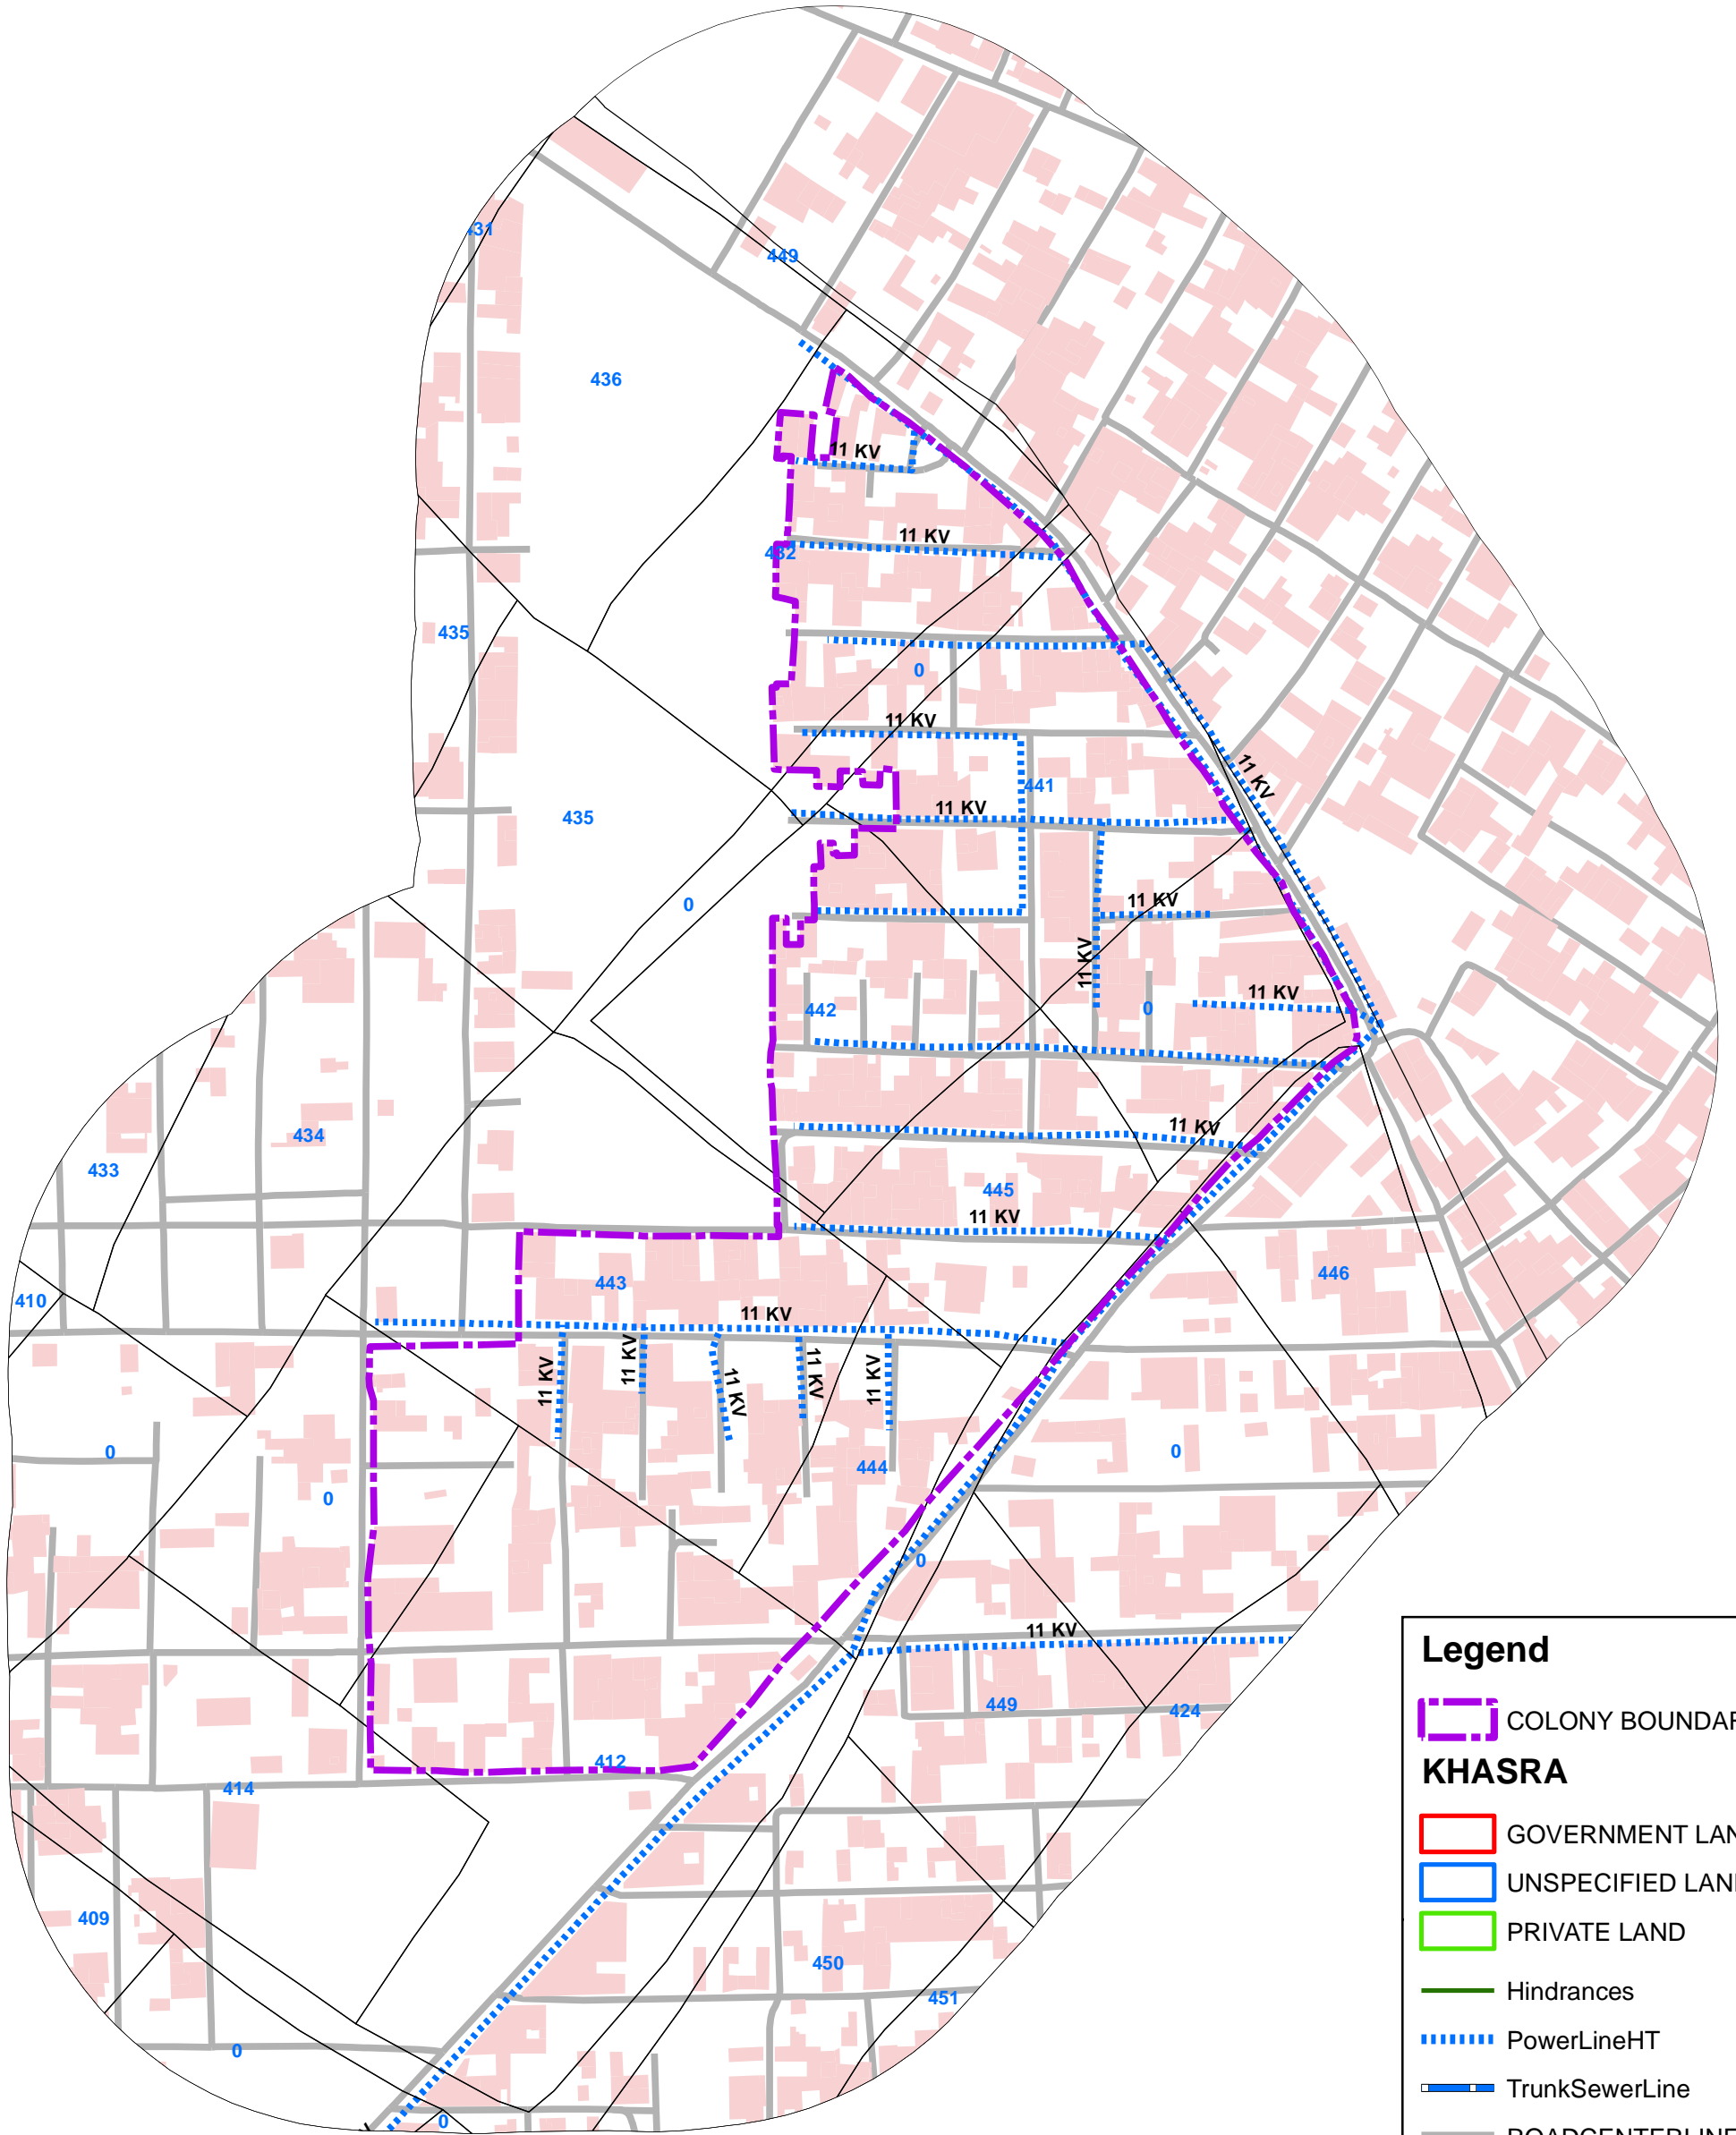 431
449
436
11 KV
11 KV
432
435
0
11 KV
11 KV
441
11 KV
435
0
11 KV
11 KV
11 KV
442
0
434
11 KV
433
445
11 KV
443
446
410
11 KV
11 KV
11 KV
11 KV
11 KV
11 KV
0
0
444
0
0
11 KV
449
424
412
414
409
450
451
0
0
Legend
COLONY BOUNDAR
KHASRA
GOVERNMENT LAN
UNSPECIFIED LAN
PRIVATE LAND
Hindrances
PowerLineHT
TrunkSewerLine
ROADCENTERLINE